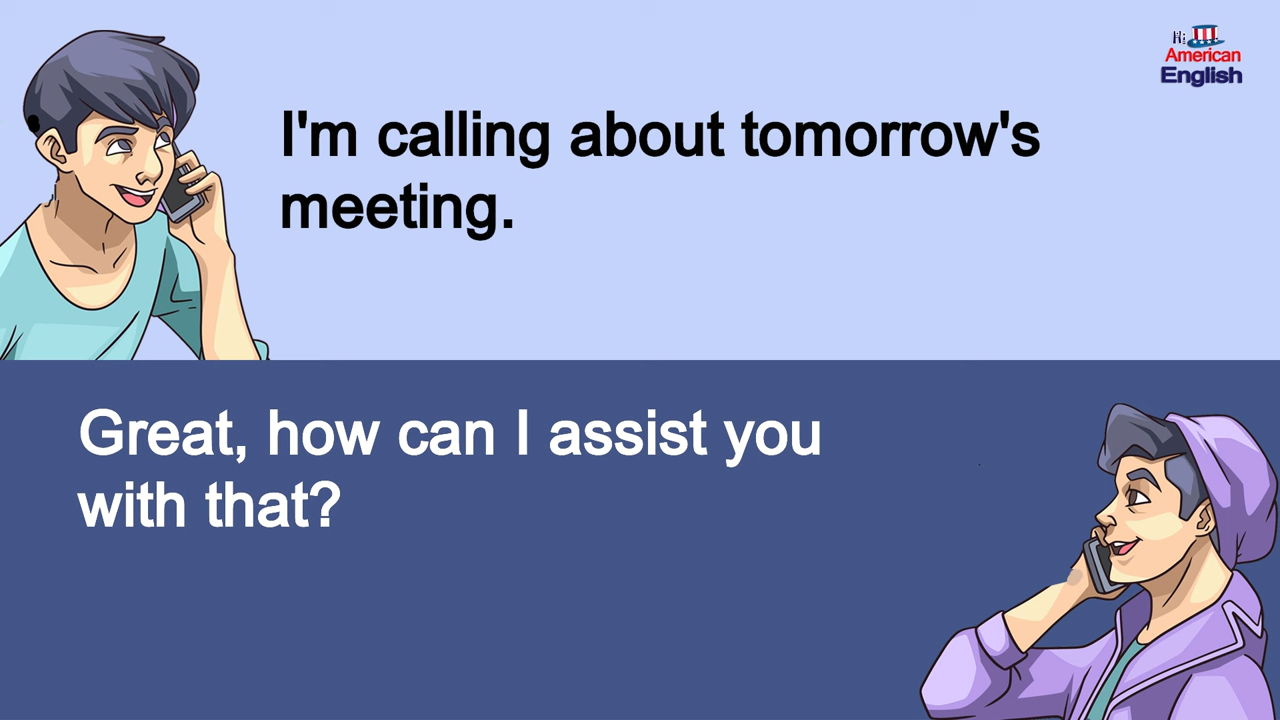 Hi
American
English
I'm calling about tomorrow's
meeting.
Great, how can I assist you
with that?